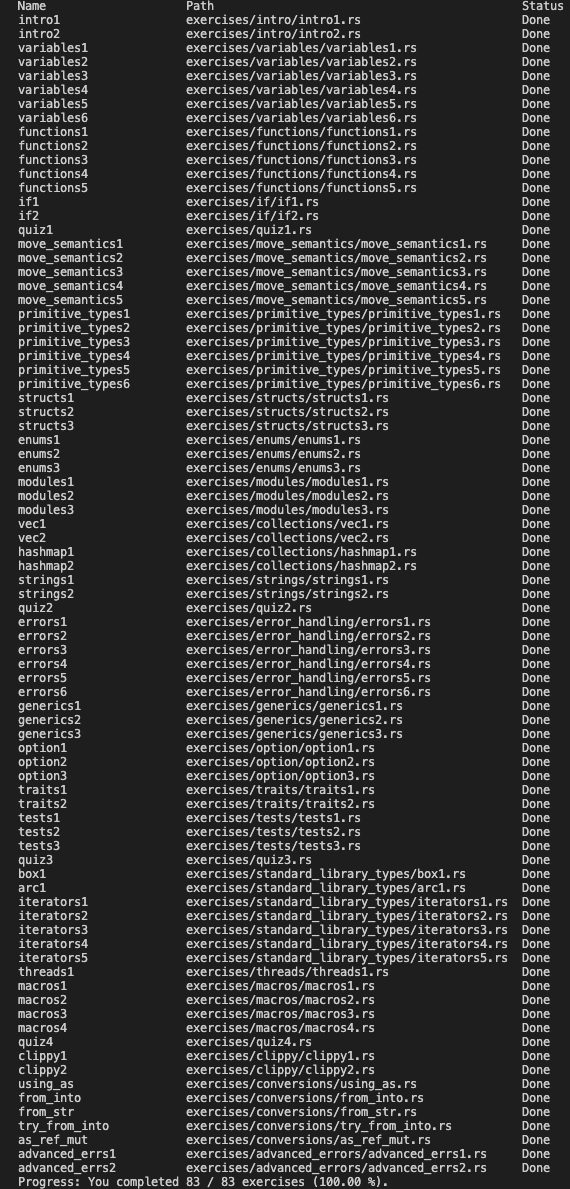 Name Path Status
intro1 exercises/intro/intro1.rs Done
intro2 exercises/intro/intro2.rs Done
variables1 exercises/variables/variables1.rs Done
variables2 exercises/variables/variables2.rs Done
variables3 exercises/variables/variables3.rs Done
variables4 exercises/variables/variables4.rs Done
variables5 exercises/variables/variables5.rs Done
variables6 exercises/variables/variables6.rs Done
functions1 exercises/functions/functions1.rs Done
functions2 exercises/functions/functions2.rs Done
functions3 exercises/functions/functions3.rs Done
functions4 exercises/functions/functions4.rs Done
functions5 exercises/functions/functions5.rs Done
if1 exercises/if/if1.rs Done
if2 exercises/if/if2.rs Done
quiz1 exercises/quiz1.rs Done
move_semantics1 exercises/move_semantics/move_semantics1.rs Done
move_semantics2 exercises/move_semantics/move_semantics2.rs Done
move_semantics3 exercises/move_semantics/move_semantics3.rs Done
move_semantics4 exercises/move_semantics/move_semantics4.rs Done
move_semantics5 exercises/move_semantics/move_semantics5.rs Done
primitive_types1 exercises/primitive_types/primitive_types1.rs Done
primitive_types2 exercises/primitive_types/primitive_types2.rs Done
primitive_types3 exercises/primitive_types/primitive_types3.rs Done
primitive_types4 exercises/primitive_types/primitive_types4.rs Done
primitive_types5 exercises/primitive_types/primitive_types5.rs Done
primitive_types6 exercises/primitive_types/primitive_types6.rs Done
structs1 exercises/structs/structs1.rs Done
structs2 exercises/structs/structs2.rs Done
structs3 exercises/structs/structs3.rs Done
enums1 exercises/enums/enums1.rs Done
enums2 exercises/enums/enums2.rs Done
enums3 exercises/enums/enums3.rs Done
modules1 exercises/modules/modules1.rs Done
modules2 exercises/modules/modules2.rs Done
modules3 exercises/modules/modules3.rs Done
vec1 exercises/collections/vec1.rs Done
vec2 exercises/collections/vec2.rs Done
hashmap1 exercises/collections/hashmap1.rs Done
hashmap2 exercises/collections/hashmap2.rs Done
strings1 exercises/strings/strings1.rs Done
strings2 exercises/strings/strings2.rs Done
quiz2 exercises/quiz2.rs Done
errors1 exercises/error_handling/errors1.rs Done
errors2 exercises/error_handling/errors2.rs Done
errors3 exercises/error_handling/errors3.rs Done
errors4 exercises/error_handling/errors4.rs Done
errors5 exercises/error_handling/errors5.rs Done
errors6 exercises/error_handling/errors6.rs Done
generics1 exercises/generics/generics1.rs Done
generics2 exercises/generics/generics2.rs Done
generics3 exercises/generics/generics3.rs Done
option1 exercises/option/option1.rs Done
option2 exercises/option/option2.rs Done
option3 exercises/option/option3.rs Done
traits1 exercises/traits/traits1.rs Done
traits2 exercises/traits/traits2.rs Done
tests1 exercises/tests/tests1.rs Done
tests2 exercises/tests/tests2.rs Done
tests3 exercises/tests/tests3.rs Done
quiz3 exercises/quiz3.rs Done
box1 exercises/standard_library_types/box1.rs Done
arc1 exercises/standard_library_types/arc1.rs Done
iterators1 exercises/standard_library_types/iterators1.rs Done
iterators2 exercises/standard_library_types/iterators2.rs Done
iterators3 exercises/standard_library_types/iterators3.rs Done
iterators4 exercises/standard_library_types/iterators4.rs Done
iterators5 exercises/standard_library_types/iterators5.rs Done
threads1 exercises/threads/threads1.rs Done
macros1 exercises/macros/macros1.rs Done
macros2 exercises/macros/macros2.rs Done
macros3 exercises/macros/macros3.rs Done
macros4 exercises/macros/macros4.rs Done
quiz4 exercises/quiz4.rs Done
clippy1 exercises/clippy/clippy1.rs Done
clippy2 exercises/clippy/clippy2.rs Done
using_as exercises/conversions/using_as.rs Done
from_into exercises/conversions/from_into.rs Done
from_str exercises/conversions/from_str.rs Done
try_from_into exercises/conversions/try_from_into.rs Done
as_ref_mut exercises/conversions/as_ref_mut.rs Done
advanced_errs1 exercises/advanced_errors/advanced_errs1.rs Done
advanced_errs2 exercises/advanced_errors/advanced_errs2.rs Done
Progress: You completed 83 / 83 exercises (100.00 %).